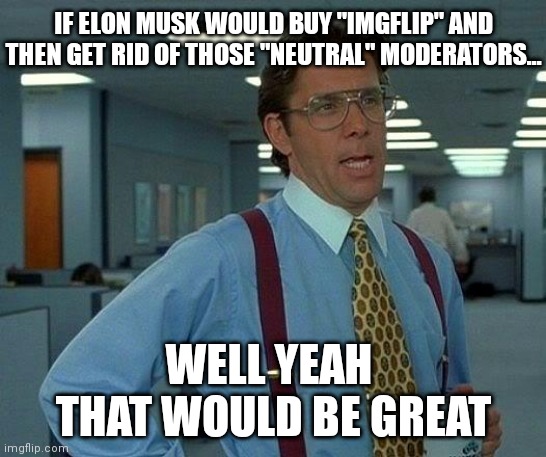 IF ELON MUSK WOULD BUY "IMGFLIP" AND
THEN GET RID OF THOSE "NEUTRAL" MODERATORS...
WELL YEAH
THAT WOULD BE GREAT
imgflip.com